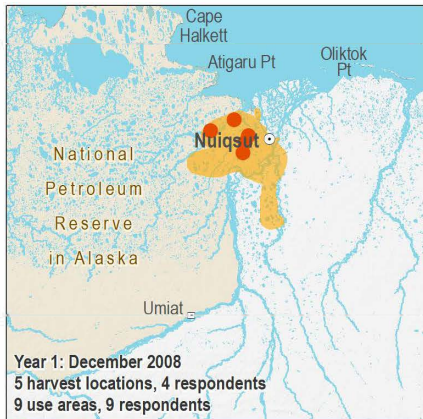 Cape
Halkett
Atigaru Pt
Oliktok
Pt
Nuiqsut
National
Petroleum
Reserve
in Alaska
Umiat
Year 1: December 2008
5 harvest locations, 4 respondents
9 use areas, 9 respondents